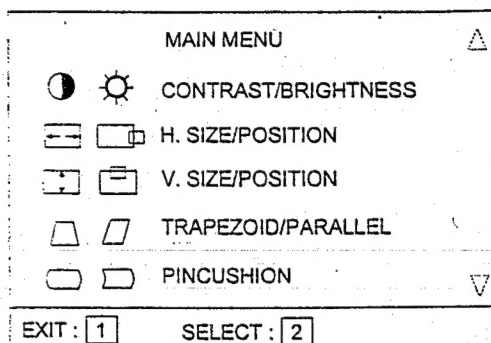 MAIN MENU
CONTRAST/BRIGHTNESS
H. SIZE/POSITION
V. SIZE/POSITION
TRAPEZOID/PARALLEL
PINCUSHION
EXIT : 1 SELECT : 2